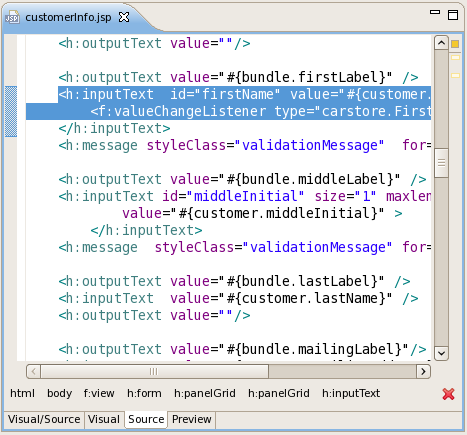 customerInfo.jsp
<h:outputText value=""/>
<h:outputText value="#{bundle.firstLabel}" />
<h:inputText  id="firstName" value="#{customer.
<f:valueChangeListener type="carstore.First
</h:inputText>
<h:message styleClass="validationMessage"  for=
<h:outputText value="#{bundle.middleLabel}" />
<h:inputText id="middleInitial" size="1" maxlen
value="#{customer.middleInitial}" >
</h:inputText>
<h:message  styleClass="validationMessage" for=
<h:outputText value="#{bundle.lastLabel}" />
<h:inputText  value="#{customer.lastName}" />
<h:outputText value=""/>
<h:outputText value="#{bundle.mailingLabel}"/>
html body f:view h:form h:panelGrid h:panelGrid h:inputText
Visual/Source Visual Source Preview